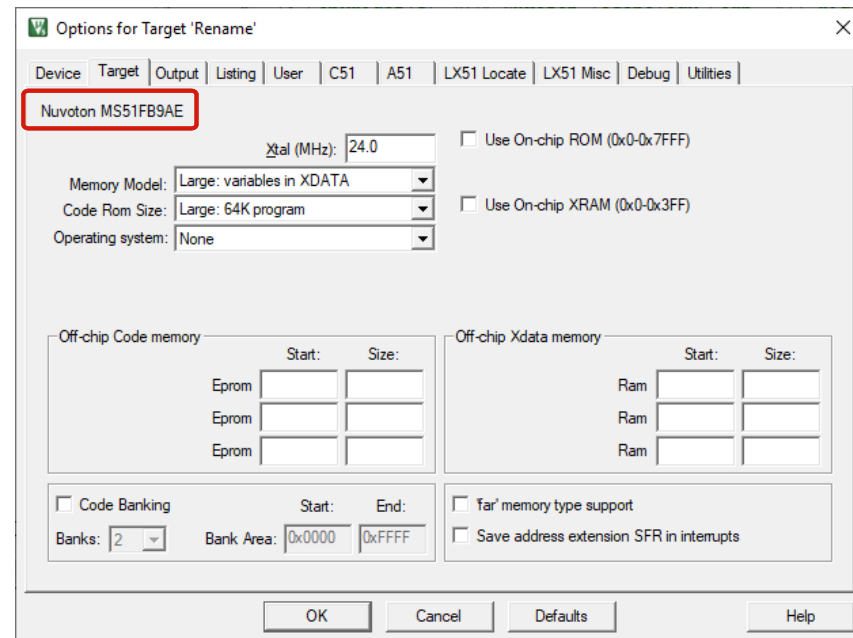 Options for Target 'Rename'
Device Target Output Listing User C51 A51 LX51 Locate LX51 Misc Debug Utilities
Nuvoton MS51FB9AE
Xtal (MHz): 24.0
Use On-chip ROM (0x0-0x7FFF)
Memory Model: Large: variables in XDATA
Code Rom Size: Large: 64K program
Use On-chip XRAM (0x0-0x3FF)
Operating system: None
Off-chip Code memory
Start: Size:
Eprom
Eprom
Eprom
Off-chip Xdata memory
Start: Size:
Ram
Ram
Ram
Code Banking Start: End:
Banks: 2 Bank Area: 0x0000 0xFFFF
'far' memory type support
Save address extension SFR in interrupts
OK Cancel Defaults Help